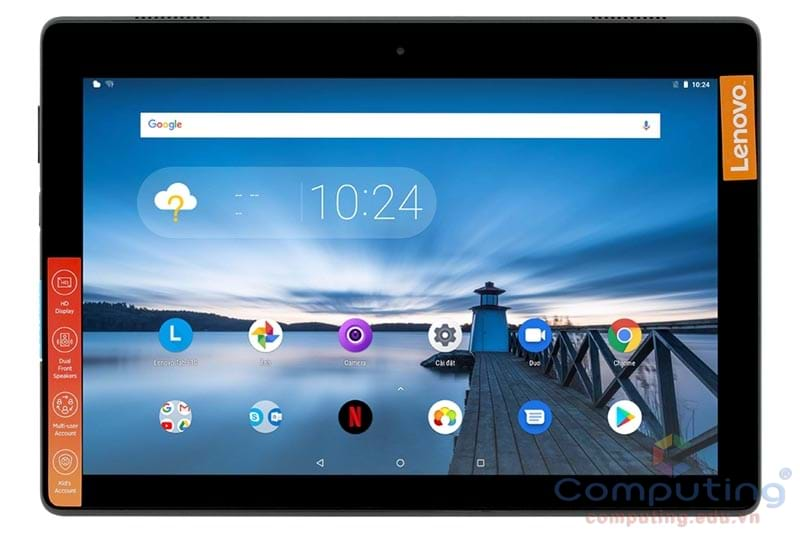 10:24
Google
Lenovo
10:24
HD
Display
Dual
Front
Speakers
Multi-user
Account
Kid's
Account
L
Camera
Cài đặt
Duo
Chrome
N
Computing®
computing.edu.vn